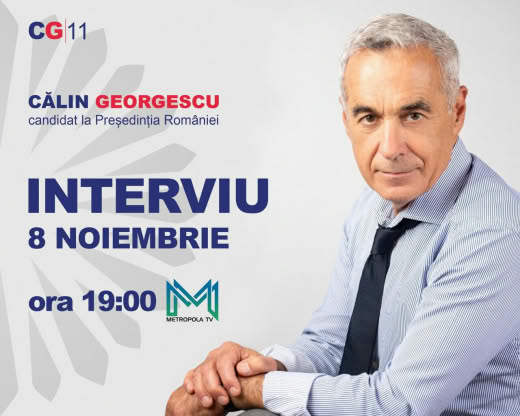 CG|11
CĂLIN GEORGESCU
candidat la Președinția României
INTERVIU
8 NOIEMBRIE
ora 19:00
METROPOLA TV